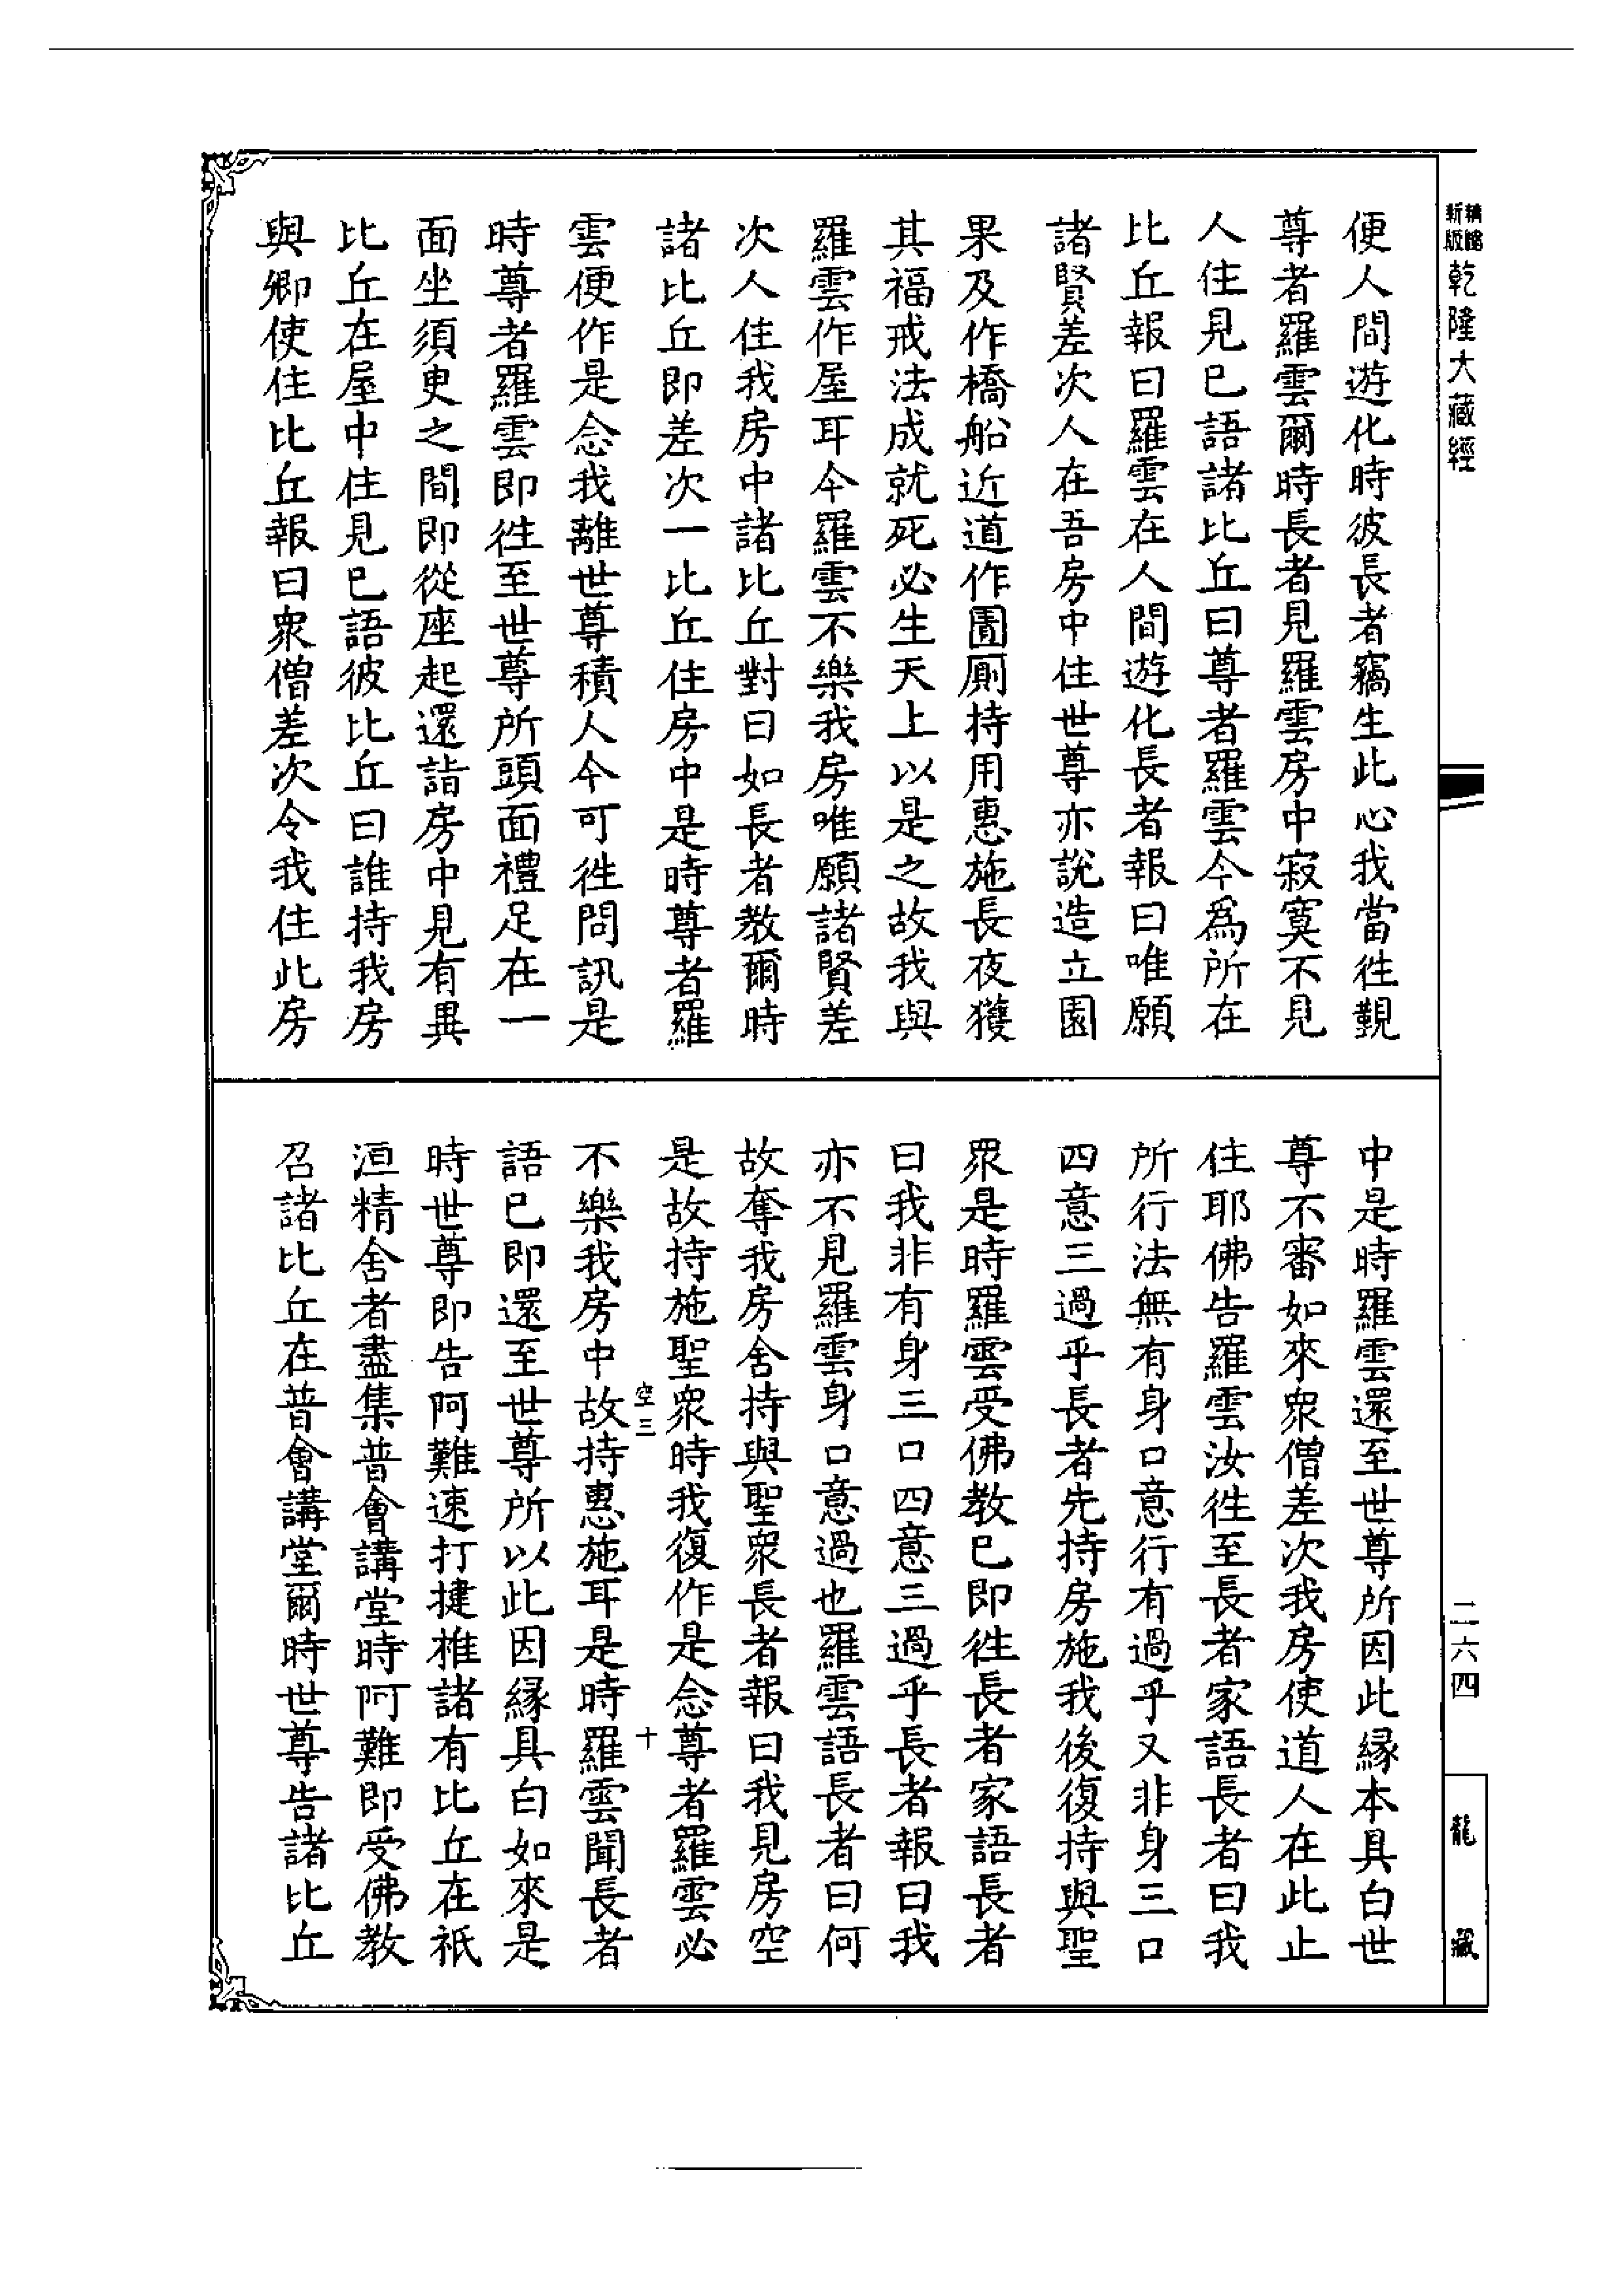 新版
乾隆大藏經
便人間遊化時彼長者竊生此心我當徃覲
尊者羅雲爾時長者見羅雲房中寂寞不見
人住見巳語諸比丘曰尊者羅雲今爲所在
比丘報曰羅雲在人間遊化長者報曰唯願
諸賢差次人在吾房中住世尊亦説造立園
果及作橋船近道作圊厠持用惠施長夜獲
其福戒法成就死必生天上以是之故我與
羅雲作屋耳今羅雲不樂我房唯願諸賢差
次人住我房中諸比丘對曰如長者教爾時
諸比丘即差次一比丘住房中是時尊者羅
雲便作是念我離世尊積人今可徃問訊是
時尊者羅雲即徃至世尊所頭面禮足在一
面坐須臾之間即從座起還詣房中見有異
比丘在屋中住見巳語彼比丘曰誰持我房
與卿使住比丘報曰衆僧差次令我住此房
中是時羅雲還至世尊所因此縁本具白世
尊不審如來衆僧差次我房使道人在此止
住耶佛告羅雲汝徃至長者家語長者曰我
所行法無有身口意行有過乎又非身三口
四意三過乎長者先持房施我後復持與聖
衆是時羅雲受佛教巳即徃長者家語長者
曰我非有身三口四意三過乎長者報曰我
亦不見羅雲身口意過也羅雲語長者曰何
故奪我房舍持與聖衆長者報曰我見房空
是故持施聖衆時我復作是念尊者羅雲必
空三
十
不樂我房中故持惠施耳是時羅雲聞長者
語巳即還至世尊所以此因縁具白如來是
時世尊即告阿難速打揵椎諸有比丘在祇
洹精舍者盡集普會講堂時阿難即受佛教
召諸比丘在普會講堂爾時世尊告諸比丘
二六四
龍藏